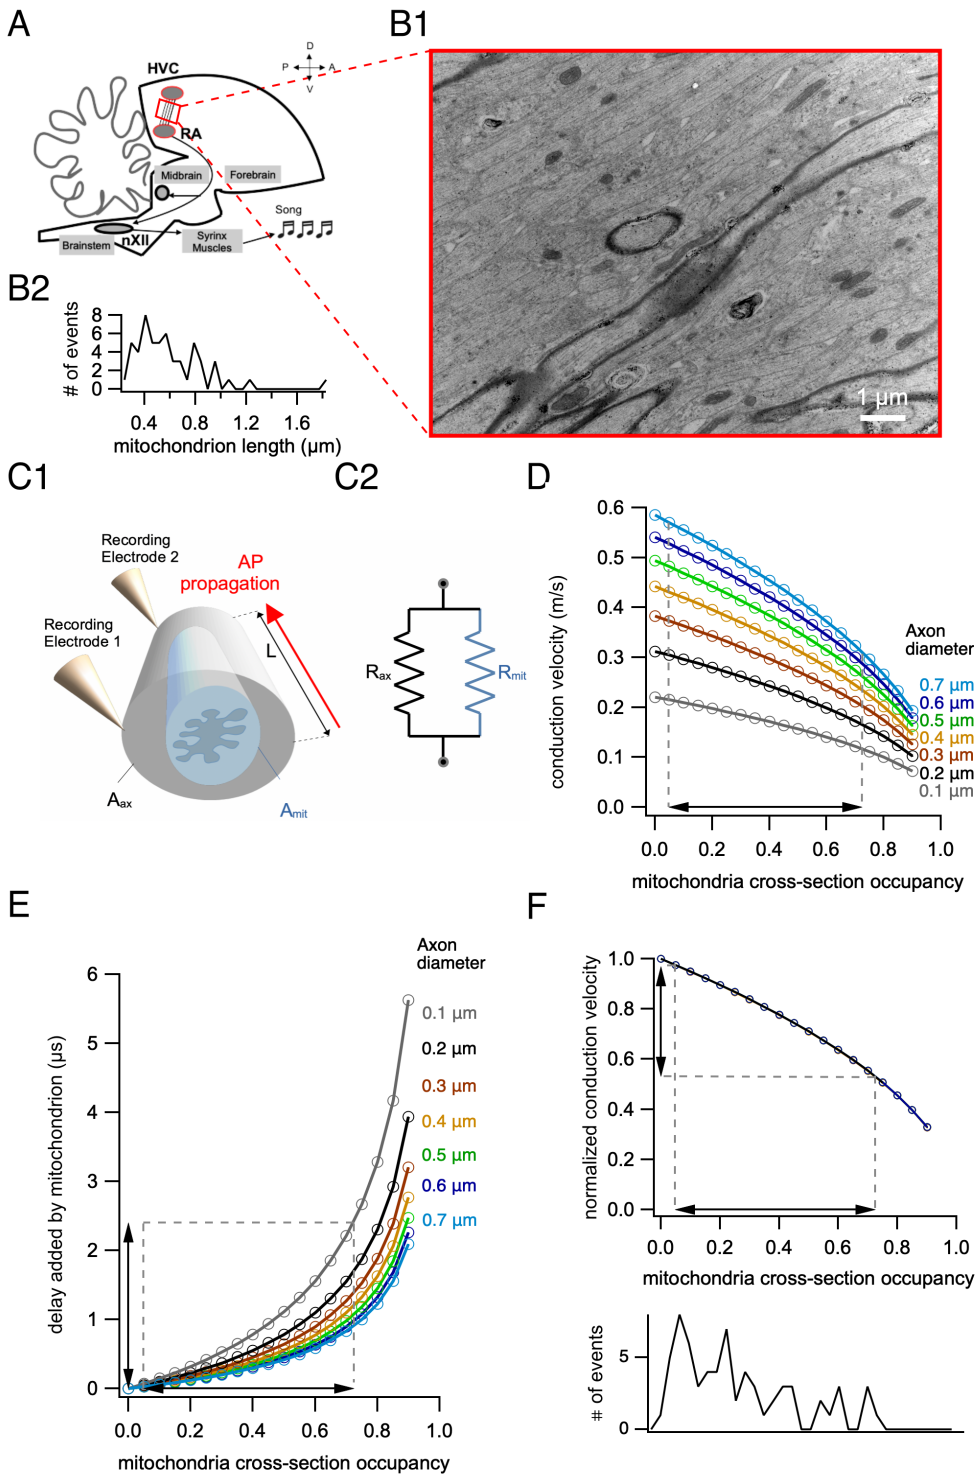 A
HVC
D
P
A
V
RA
Midbrain
Forebrain
Song
nXII
Brainstem
Syrinx
Muscles
B1
1 µm
B2
# of events
8
6
4
2
0
0.4
0.8
1.2
1.6
mitochondrion length (µm)
C1
Recording
Electrode 2
AP
propagation
Recording
Electrode 1
L
Aax
Amit
C2
Rax
Rmit
D
conduction velocity (m/s)
0.6
0.5
0.4
0.3
0.2
0.1
0.0
Axon
diameter
0.7 µm
0.6 µm
0.5 µm
0.4 µm
0.3 µm
0.2 µm
0.1 µm
0.0
0.2
0.4
0.6
0.8
1.0
mitochondria cross-section occupancy
E
delay added by mitochondrion (µs)
6
5
4
3
2
1
0
Axon
diameter
0.1 µm
0.2 µm
0.3 µm
0.4 µm
0.5 µm
0.6 µm
0.7 µm
0.0
0.2
0.4
0.6
0.8
1.0
mitochondria cross-section occupancy
F
normalized conduction velocity
1.0
0.8
0.6
0.4
0.2
0.0
0.0
0.2
0.4
0.6
0.8
1.0
mitochondria cross-section occupancy
# of events
5
0